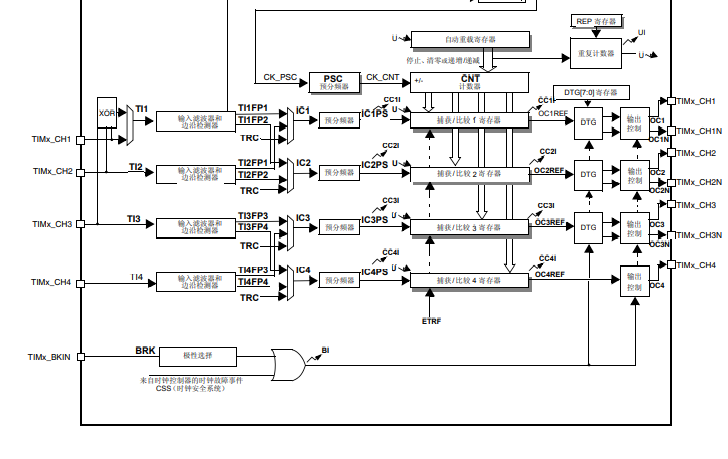 REP 寄存器
U
自动重载寄存器
UI
停止、清零或递增/递减
重复计数器
U
CK_PSC
PSC
预分频器
CK_CNT
+/-
CNT
计数器
DTG[7:0]寄存器
XOR
TI1
输入滤波器和
边沿检测器
TI1FP1
TI1FP2
TRC
IC1
预分频器
IC1PS
CC1I
U
捕获/比较 1 寄存器
CC1I
OC1REF
DTG
输出
控制
OC1
OC1N
TIMx_CH1
TIMx_CH1N
TIMx_CH1
TIMx_CH2
TI2
输入滤波器和
边沿检测器
TI2FP1
TI2FP2
TRC
IC2
预分频器
IC2PS
CC2I
U
捕获/比较 2 寄存器
CC2I
OC2REF
DTG
输出
控制
OC2
OC2N
TIMx_CH2
TIMx_CH2N
TIMx_CH3
TI3
输入滤波器和
边沿检测器
TI3FP3
TI3FP4
TRC
IC3
预分频器
IC3PS
CC3I
U
捕获/比较 3 寄存器
CC3I
OC3REF
DTG
输出
控制
OC3
OC3N
TIMx_CH3
TIMx_CH3N
TIMx_CH4
TI4
输入滤波器和
边沿检测器
TI4FP3
TI4FP4
TRC
IC4
预分频器
IC4PS
CC4I
U
捕获/比较 4 寄存器
CC4I
OC4REF
输出
控制
OC4
TIMx_CH4
ETRF
TIMx_BKIN
BRK
极性选择
BI
来自时钟控制器的时钟故障事件
CSS（时钟安全系统）